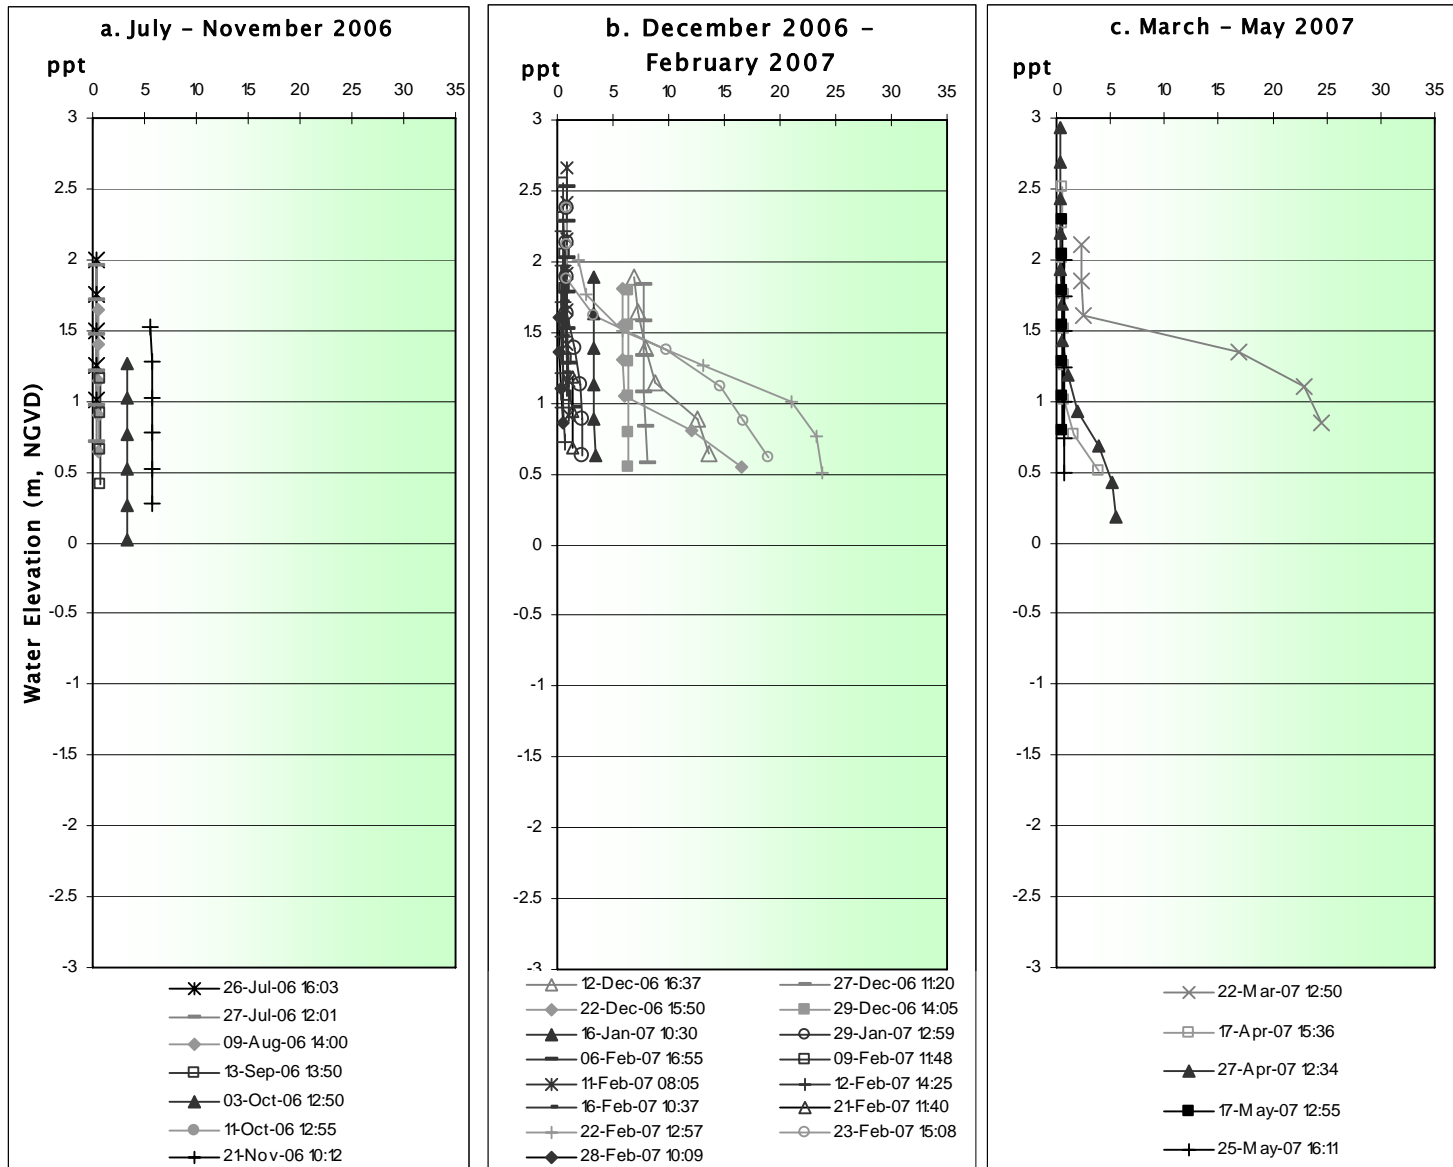 a. July – November 2006
ppt
0 5 10 15 20 25 30 35
3
2.5
2
1.5
1
0.5
0
-0.5
-1
-1.5
-2
-2.5
-3
Water Elevation (m, NGVD)
26-Jul-06 16:03
27-Jul-06 12:01
09-Aug-06 14:00
13-Sep-06 13:50
03-Oct-06 12:50
11-Oct-06 12:55
21-Nov-06 10:12
b. December 2006 –
February 2007
ppt
0 5 10 15 20 25 30 35
3
2.5
2
1.5
1
0.5
0
-0.5
-1
-1.5
-2
-2.5
-3
12-Dec-06 16:37 27-Dec-06 11:20
22-Dec-06 15:50 29-Dec-06 14:05
16-Jan-07 10:30 29-Jan-07 12:59
06-Feb-07 16:55 09-Feb-07 11:48
11-Feb-07 08:05 12-Feb-07 14:25
16-Feb-07 10:37 21-Feb-07 11:40
22-Feb-07 12:57 23-Feb-07 15:08
28-Feb-07 10:09
c. March – May 2007
ppt
0 5 10 15 20 25 30 35
3
2.5
2
1.5
1
0.5
0
-0.5
-1
-1.5
-2
-2.5
-3
22-Mar-07 12:50
17-Apr-07 15:36
27-Apr-07 12:34
17-May-07 12:55
25-May-07 16:11